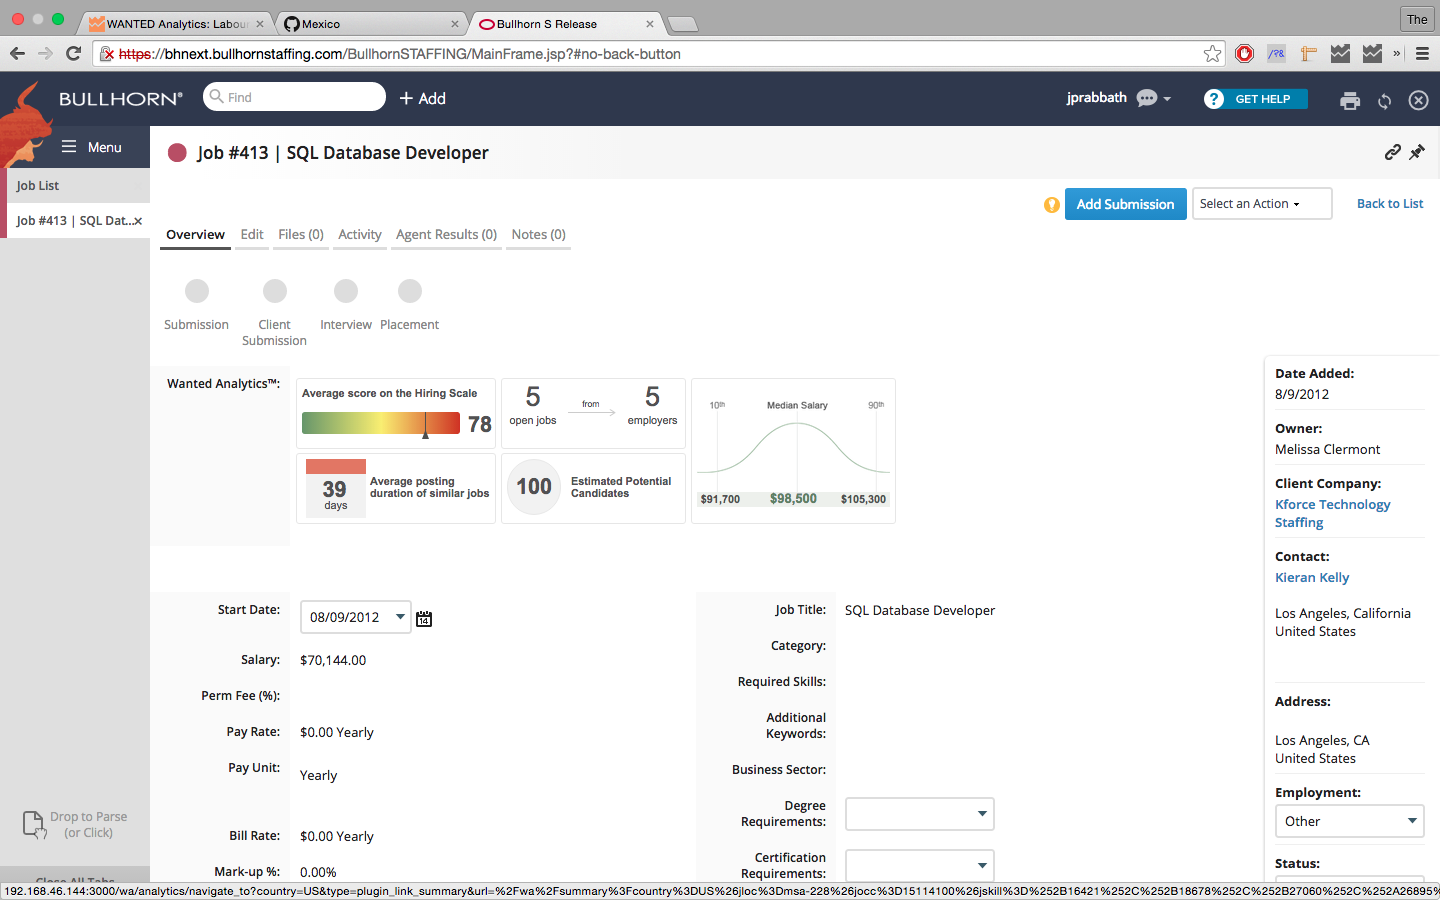 WANTED Analytics: Labou
Mexico
Bullhorn S Release
The
https://bhnext.bullhornstaffing.com/BullhornSTAFFING/MainFrame.jsp?#no-back-button
/?&
»
BULLHORN®
Find
+ Add
jprabbath
? GET HELP
Menu
Job #413 | SQL Database Developer
Job List
Job #413 | SQL Dat...
Add Submission
Select an Action
Back to List
Overview
Edit
Files (0)
Activity
Agent Results (0)
Notes (0)
Submission
Client
Submission
Interview
Placement
Wanted Analytics™:
Average score on the Hiring Scale
78
5
open jobs
from
5
employers
10th
Median Salary
90th
$91,700
$98,500
$105,300
39
days
Average posting
duration of similar jobs
100
Estimated Potential
Candidates
Start Date:
08/09/2012
14
Salary:
$70,144.00
Perm Fee (%):
Pay Rate:
$0.00 Yearly
Pay Unit:
Yearly
Bill Rate:
$0.00 Yearly
Mark-up %:
0.00%
Job Title:
SQL Database Developer
Category:
Required Skills:
Additional
Keywords:
Business Sector:
Degree
Requirements:
Certification
Requirements:
Date Added:
8/9/2012
Owner:
Melissa Clermont
Client Company:
Kforce Technology
Staffing
Contact:
Kieran Kelly
Los Angeles, California
United States
Address:
Los Angeles, CA
United States
Employment:
Other
Status:
Drop to Parse
(or Click)
Close All Tabs
192.168.46.144:3000/wa/analytics/navigate_to?country=US&type=plugin_link_summary&url=%2Fwa%2Fsummary%3Fcountry%3DUS%26jloc%3Dmsa-228%26jocc%3D15114100%26jskill%3D%252B16421%252C%252B18678%252C%252B27060%252C%252A26895%